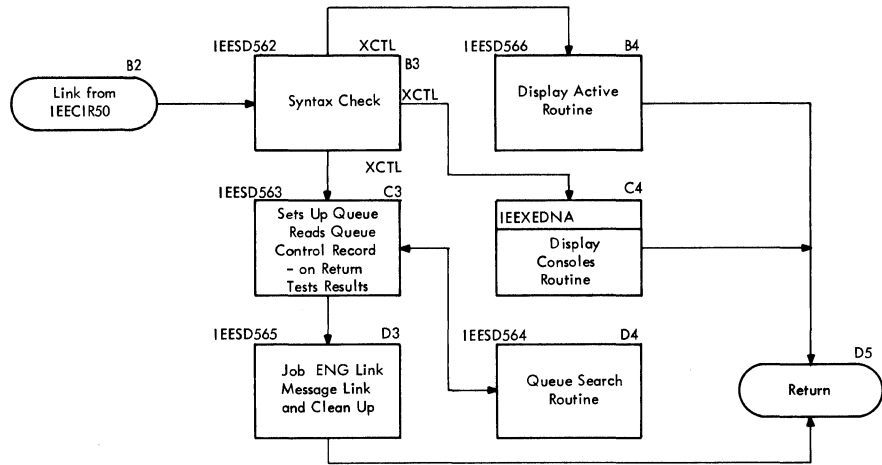 IEESD562
XCTL
IEESD566
B4
B2
B3
Link from
IEECIR50
Syntax Check
XCTL
Display Active
Routine
XCTL
IEESD563
C3
C4
Sets Up Queue
Reads Queue
Control Record
- on Return
Tests Results
IEEXEDNA
Display
Consoles
Routine
IEESD565
D3
IEESD564
D4
D5
Job ENG Link
Message Link
and Clean Up
Queue Search
Routine
Return